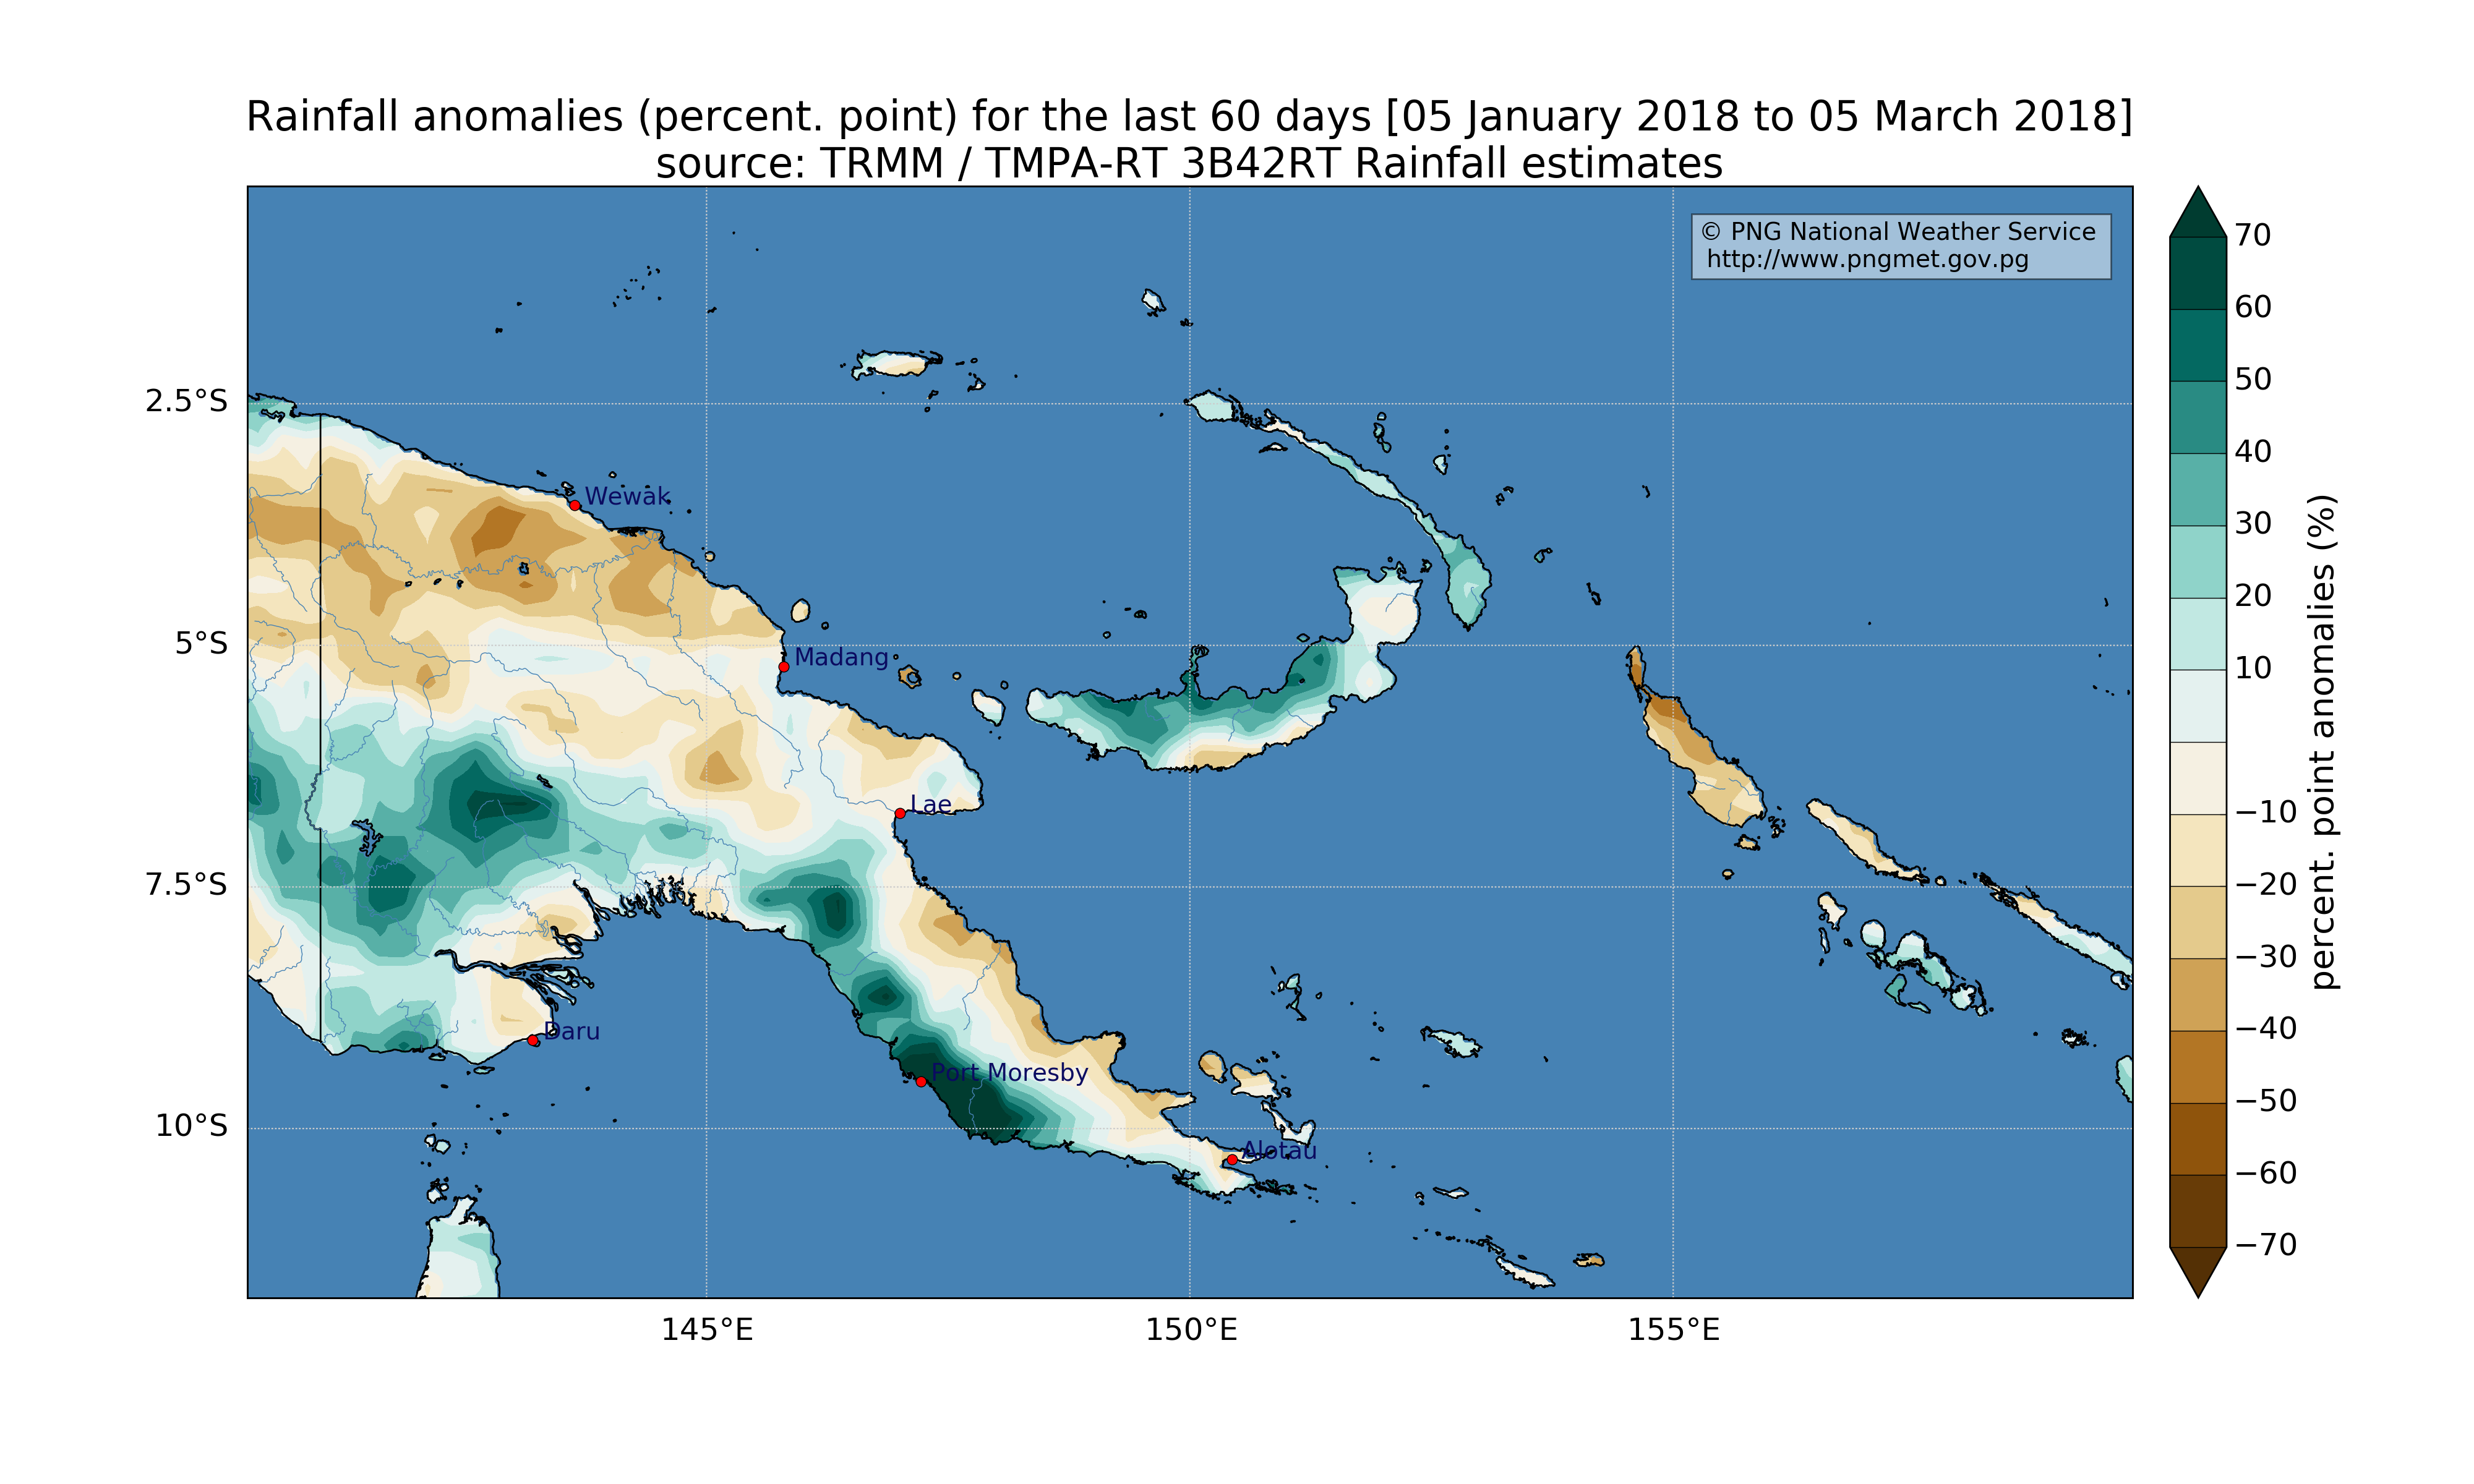 Rainfall anomalies (percent. point) for the last 60 days [05 January 2018 to 05 March 2018]
source: TRMM / TMPA-RT 3B42RT Rainfall estimates
© PNG National Weather Service
http://www.pngmet.gov.pg
2.5°S
5°S
7.5°S
10°S
Wewak
Madang
Lae
Daru
Port Moresby
Alotau
145°E
150°E
155°E
70
60
50
40
30
20
10
−10
−20
−30
−40
−50
−60
−70
percent. point anomalies (%)